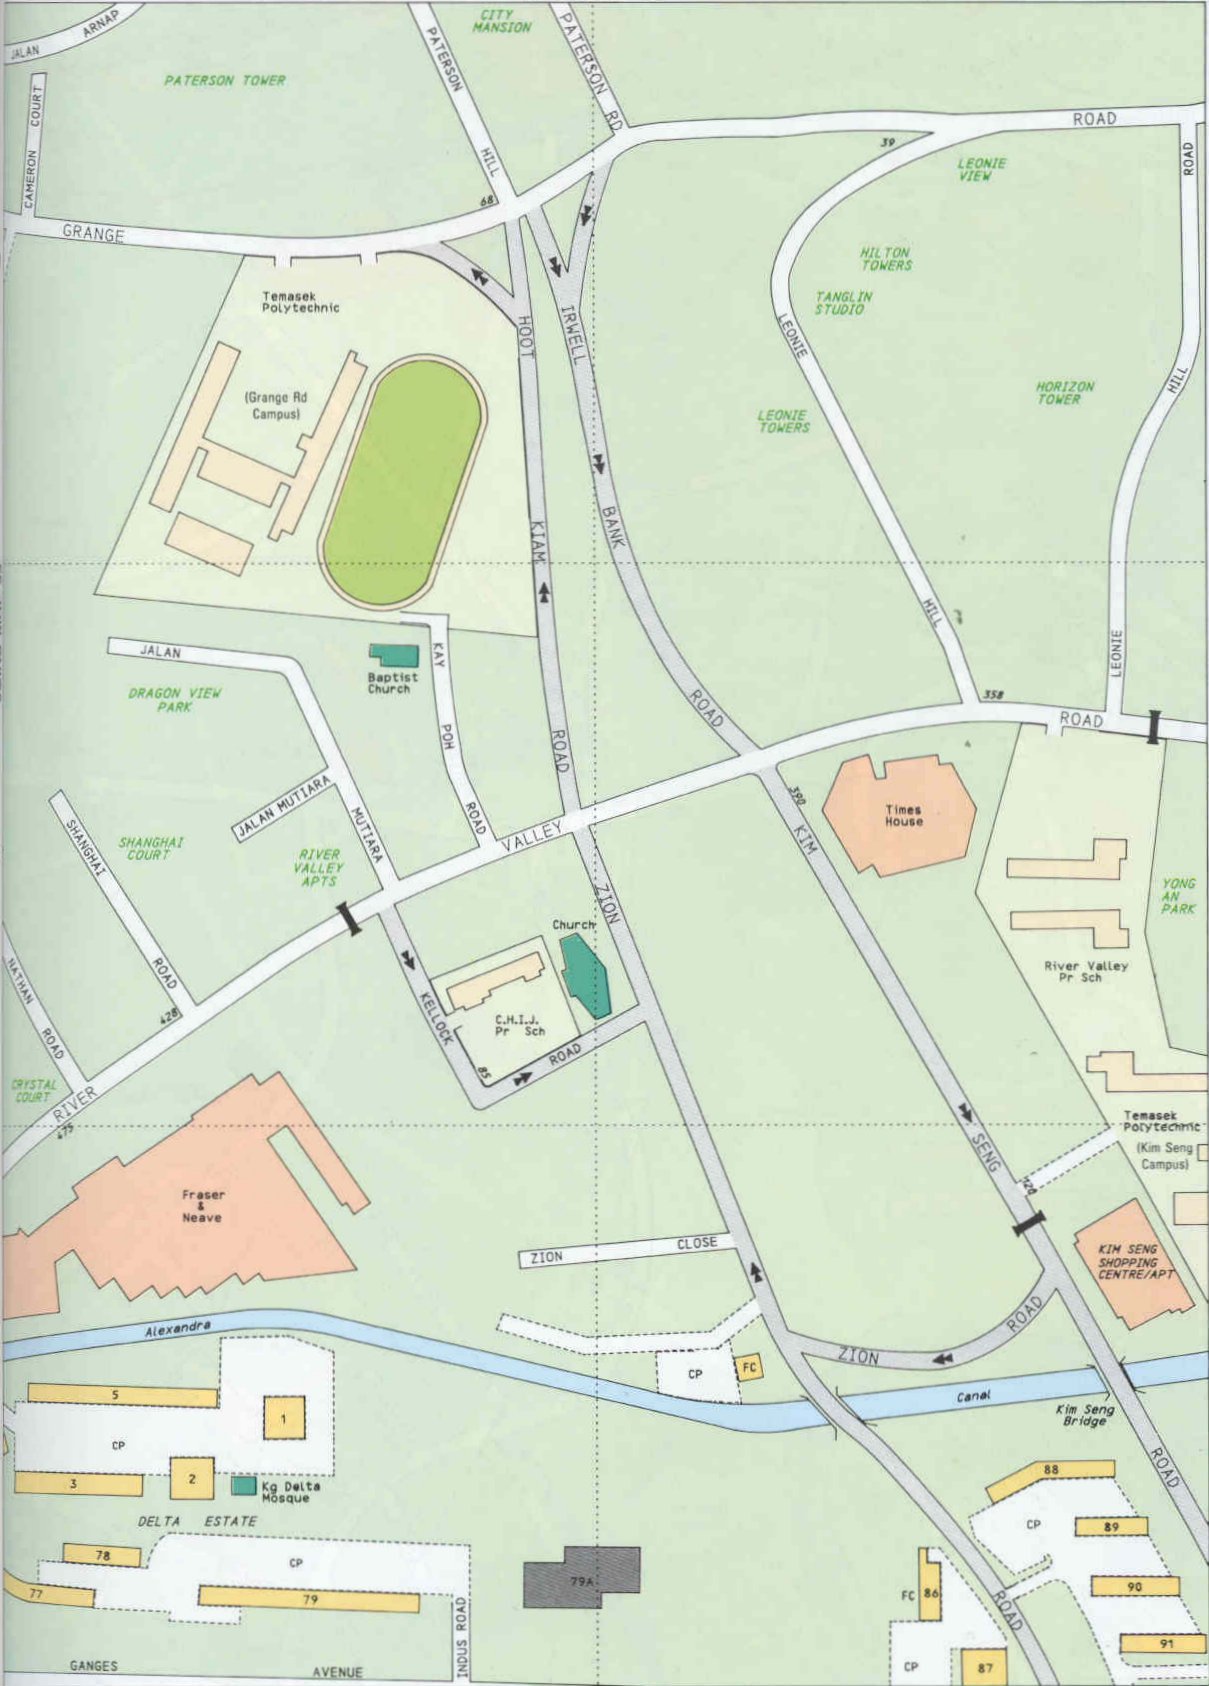 JALAN ARNAP
CITY
MANSION
PATERSON HILL
PATERSON RD
PATERSON TOWER
CAMERON COURT
GRANGE ROAD
68
39
LEONIE
VIEW
ROAD
HILTON
TOWERS
TANGLIN
STUDIO
LEONIE HILL
LEONIE HILL
HORIZON
TOWER
LEONIE
TOWERS
Temasek
Polytechnic
(Grange Rd
Campus)
HOOT KIAM ROAD
IRWELL BANK ROAD
JALAN MUTIARA
DRAGON VIEW
PARK
Baptist
Church
KAY POH ROAD
JALAN MUTIARA
SHANGHAI ROAD
SHANGHAI
COURT
RIVER
VALLEY
APTS
358
390
RIVER VALLEY ROAD
Times
House
KIM SENG ROAD
YONG
AN
PARK
River Valley
Pr Sch
Church
ZION ROAD
C.H.I.J.
Pr Sch
KELLOCK ROAD
85
NATHAN ROAD
428
CRYSTAL
COURT
475
Temasek
Polytechnic
(Kim Seng
Campus)
120
Fraser
&
Neave
ZION CLOSE
KIM SENG
SHOPPING
CENTRE/APT
ZION ROAD
Alexandra Canal
CP
FC
Kim Seng
Bridge
5
1
CP
3
2
Kg Delta
Mosque
DELTA ESTATE
78
CP
77
79
79A
INDUS ROAD
88
CP
89
90
91
FC
86
CP
87
GANGES AVENUE